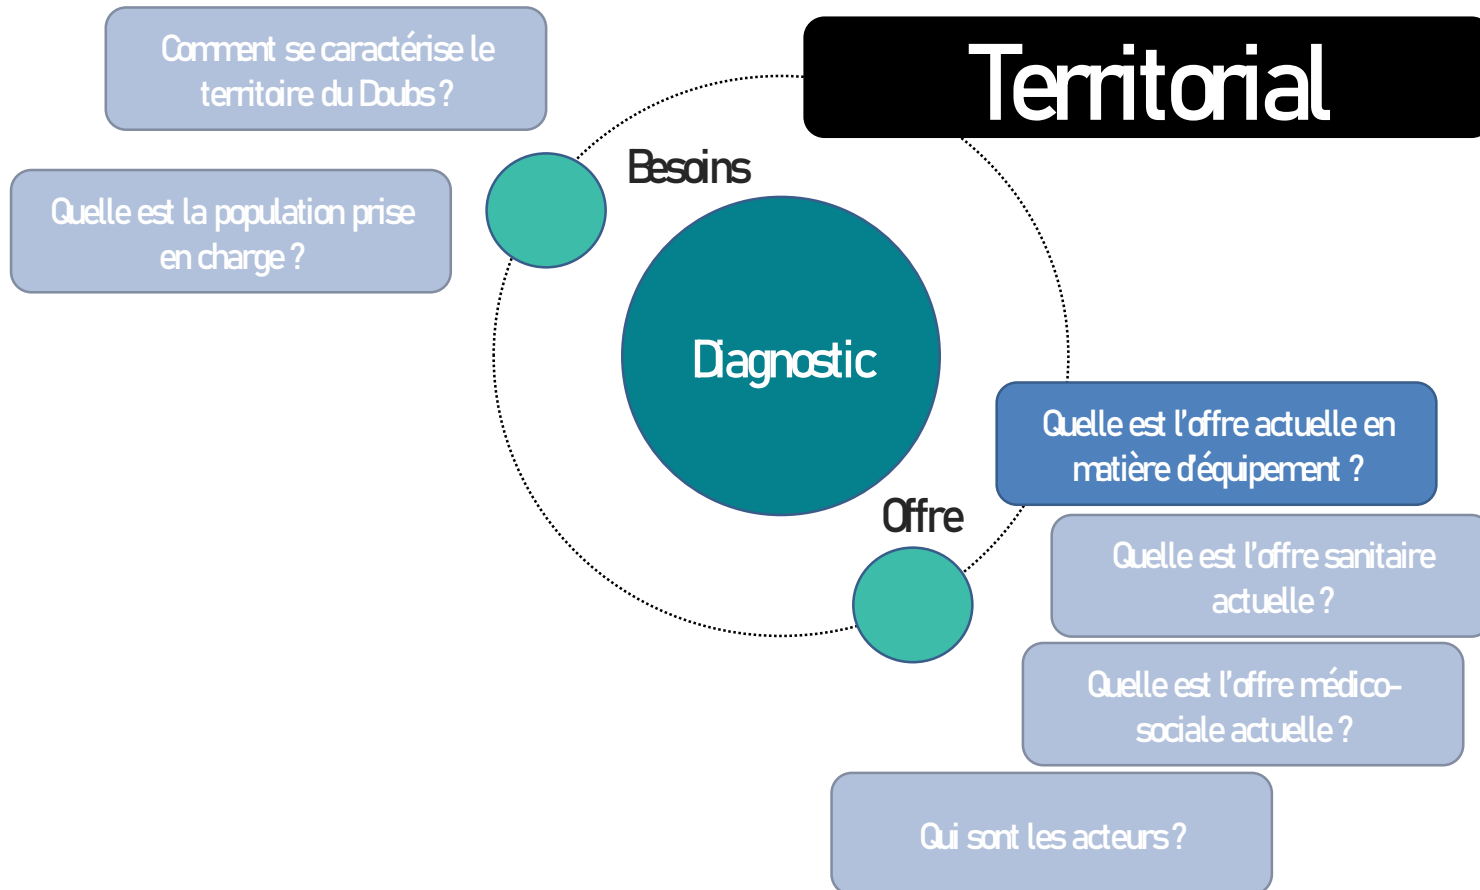 Comment se caractérise le
territoire du Doubs ?
Territorial
Besoins
Quelle est la population prise
en charge ?
Diagnostic
Quelle est l'offre actuelle en
matière d'équipement ?
Offre
Quelle est l'offre sanitaire
actuelle ?
Quelle est l'offre médico-
sociale actuelle ?
Qui sont les acteurs ?